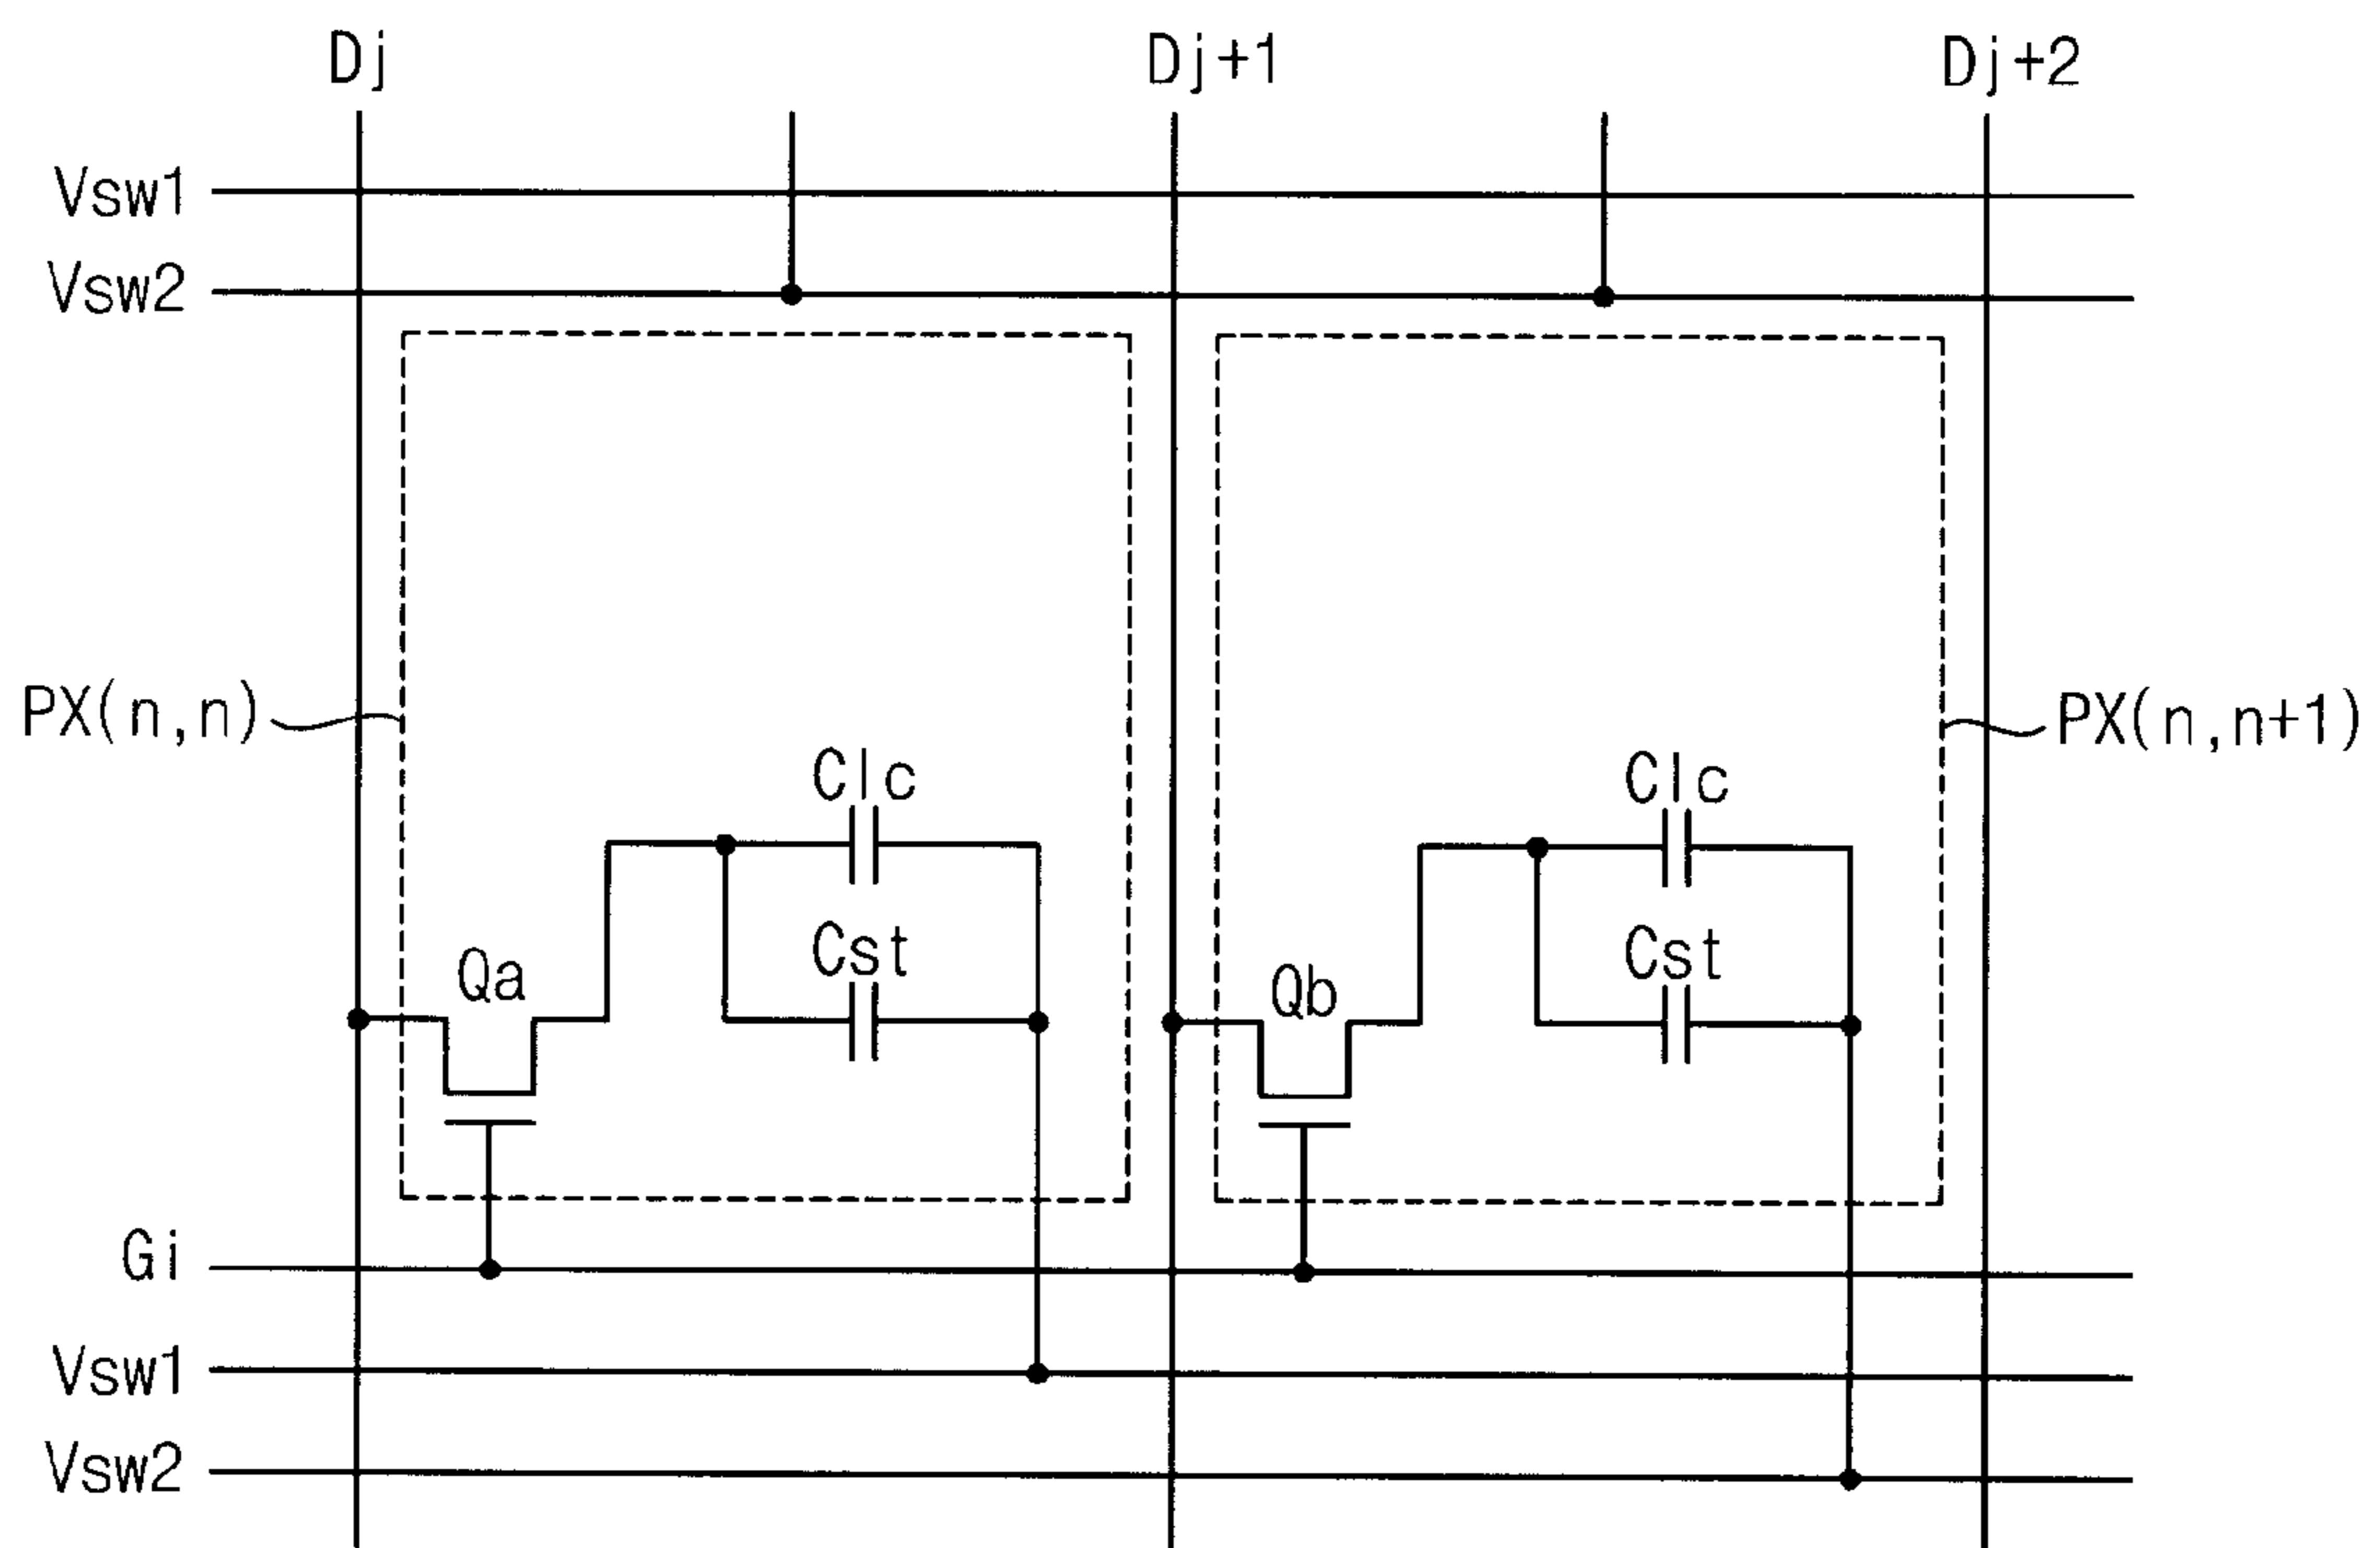 Dj Dj+1 Dj+2
Vsw1
Vsw2
PX(n,n) PX(n,n+1)
Clc Clc
Cst Cst
Qa Qb
Gi
Vsw1
Vsw2